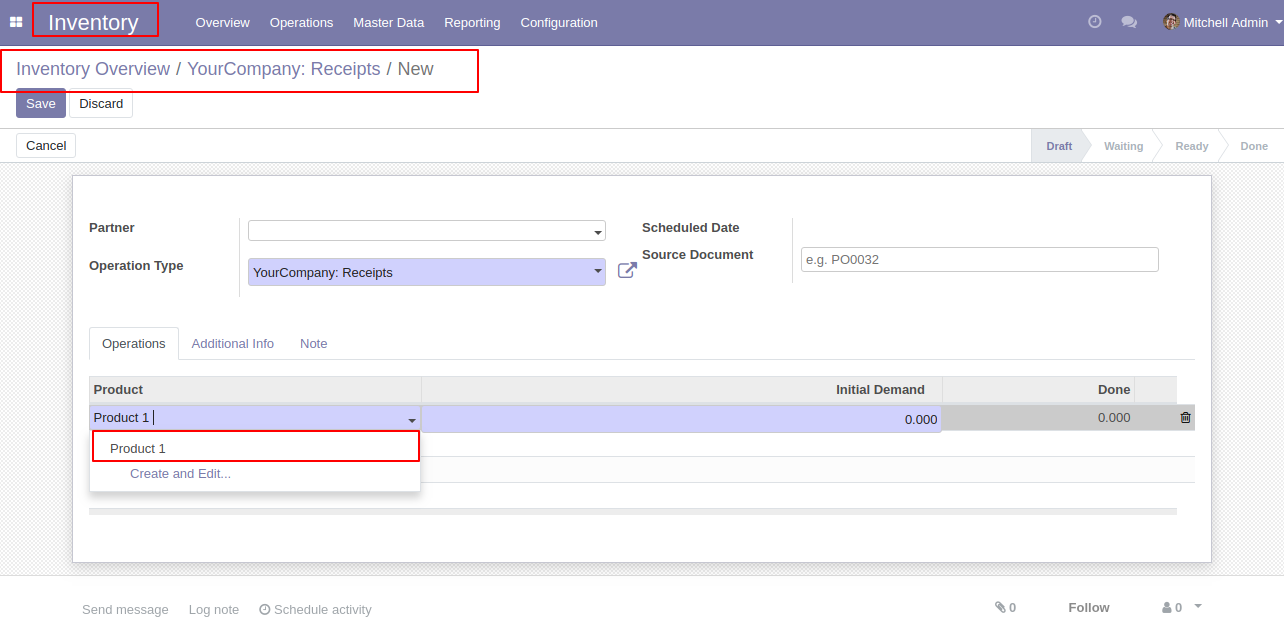 Inventory Overview Operations Master Data Reporting Configuration Mitchell Admin
Inventory Overview / YourCompany: Receipts / New
Save Discard
Cancel Draft Waiting Ready Done
Partner Scheduled Date
Source Document e.g. PO0032
Operation Type YourCompany: Receipts
Operations Additional Info Note
Product Initial Demand Done
Product 1 0.000 0.000
Product 1
Create and Edit...
Send message Log note Schedule activity 0 Follow 0